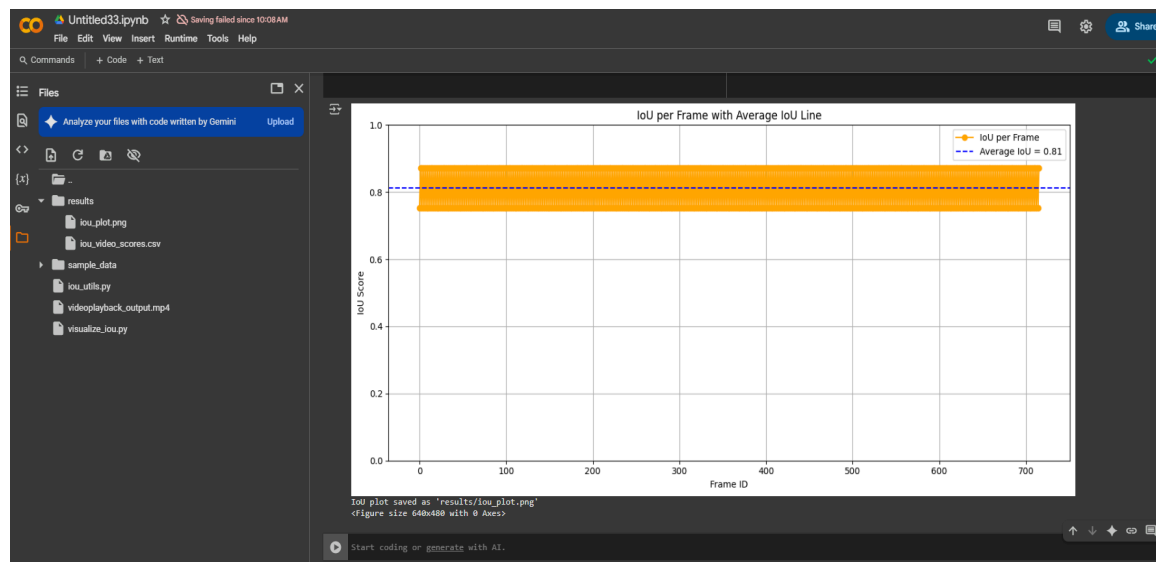 CO Untitled33.ipynb Saving failed since 10:08 AM
File Edit View Insert Runtime Tools Help
Share
Commands + Code + Text
Files
Analyze your files with code written by Gemini Upload
..
results
iou_plot.png
iou_video_scores.csv
sample_data
iou_utils.py
videoplayback_output.mp4
visualize_iou.py
{x}
IoU per Frame with Average IoU Line
IoU per Frame
Average IoU = 0.81
1.0
0.8
0.6
0.4
0.2
0.0
IoU Score
0 100 200 300 400 500 600 700
Frame ID
IoU plot saved as 'results/iou_plot.png'
<Figure size 640x480 with 0 Axes>
Start coding or generate with AI.